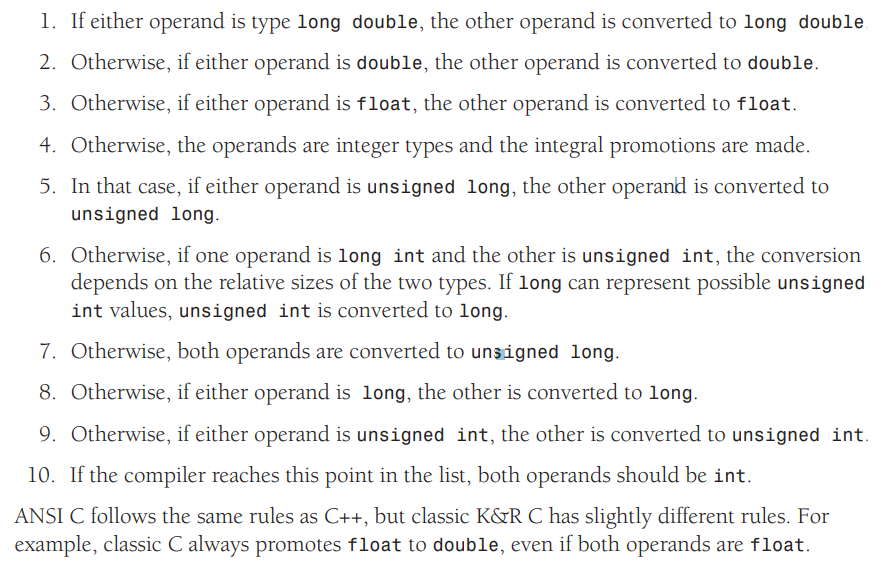 1. If either operand is type long double, the other operand is converted to long double
2. Otherwise, if either operand is double, the other operand is converted to double.
3. Otherwise, if either operand is float, the other operand is converted to float.
4. Otherwise, the operands are integer types and the integral promotions are made.
5. In that case, if either operand is unsigned long, the other operand is converted to
unsigned long.
6. Otherwise, if one operand is long int and the other is unsigned int, the conversion
depends on the relative sizes of the two types. If long can represent possible unsigned
int values, unsigned int is converted to long.
7. Otherwise, both operands are converted to unsigned long.
8. Otherwise, if either operand is long, the other is converted to long.
9. Otherwise, if either operand is unsigned int, the other is converted to unsigned int.
10. If the compiler reaches this point in the list, both operands should be int.
ANSI C follows the same rules as C++, but classic K&R C has slightly different rules. For
example, classic C always promotes float to double, even if both operands are float.